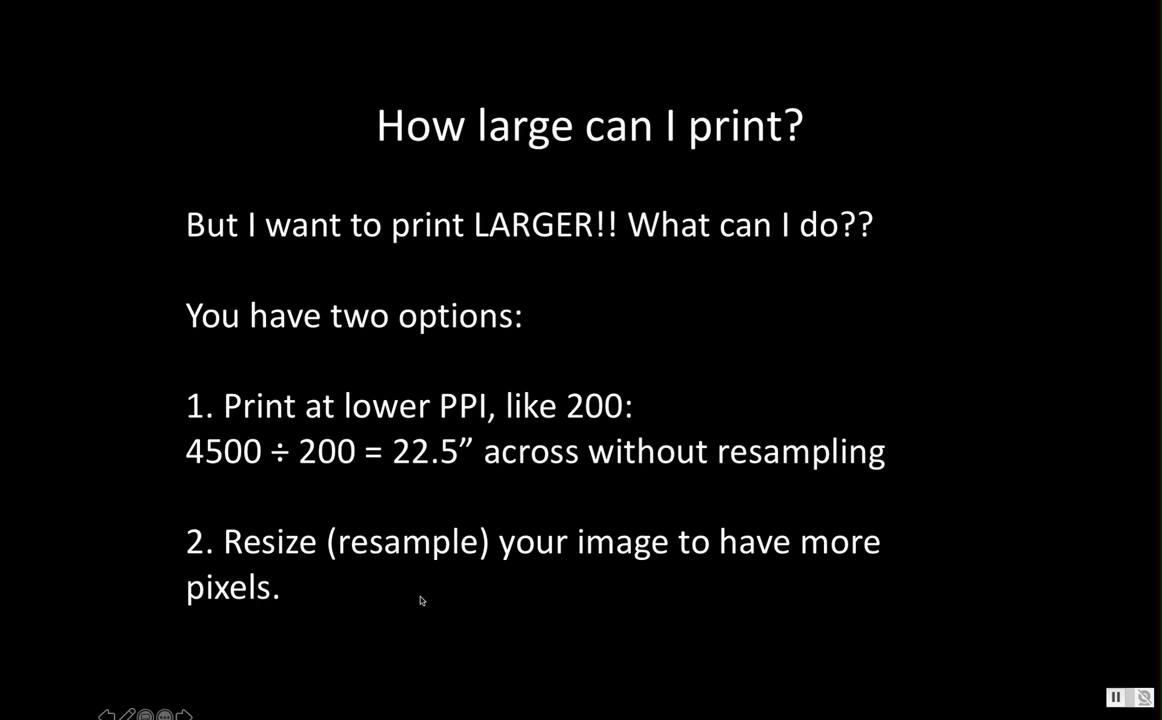 How large can I print?
But I want to print LARGER!! What can I do??
You have two options:
1. Print at lower PPI, like 200:
4500 ÷ 200 = 22.5” across without resampling
2. Resize (resample) your image to have more
pixels.